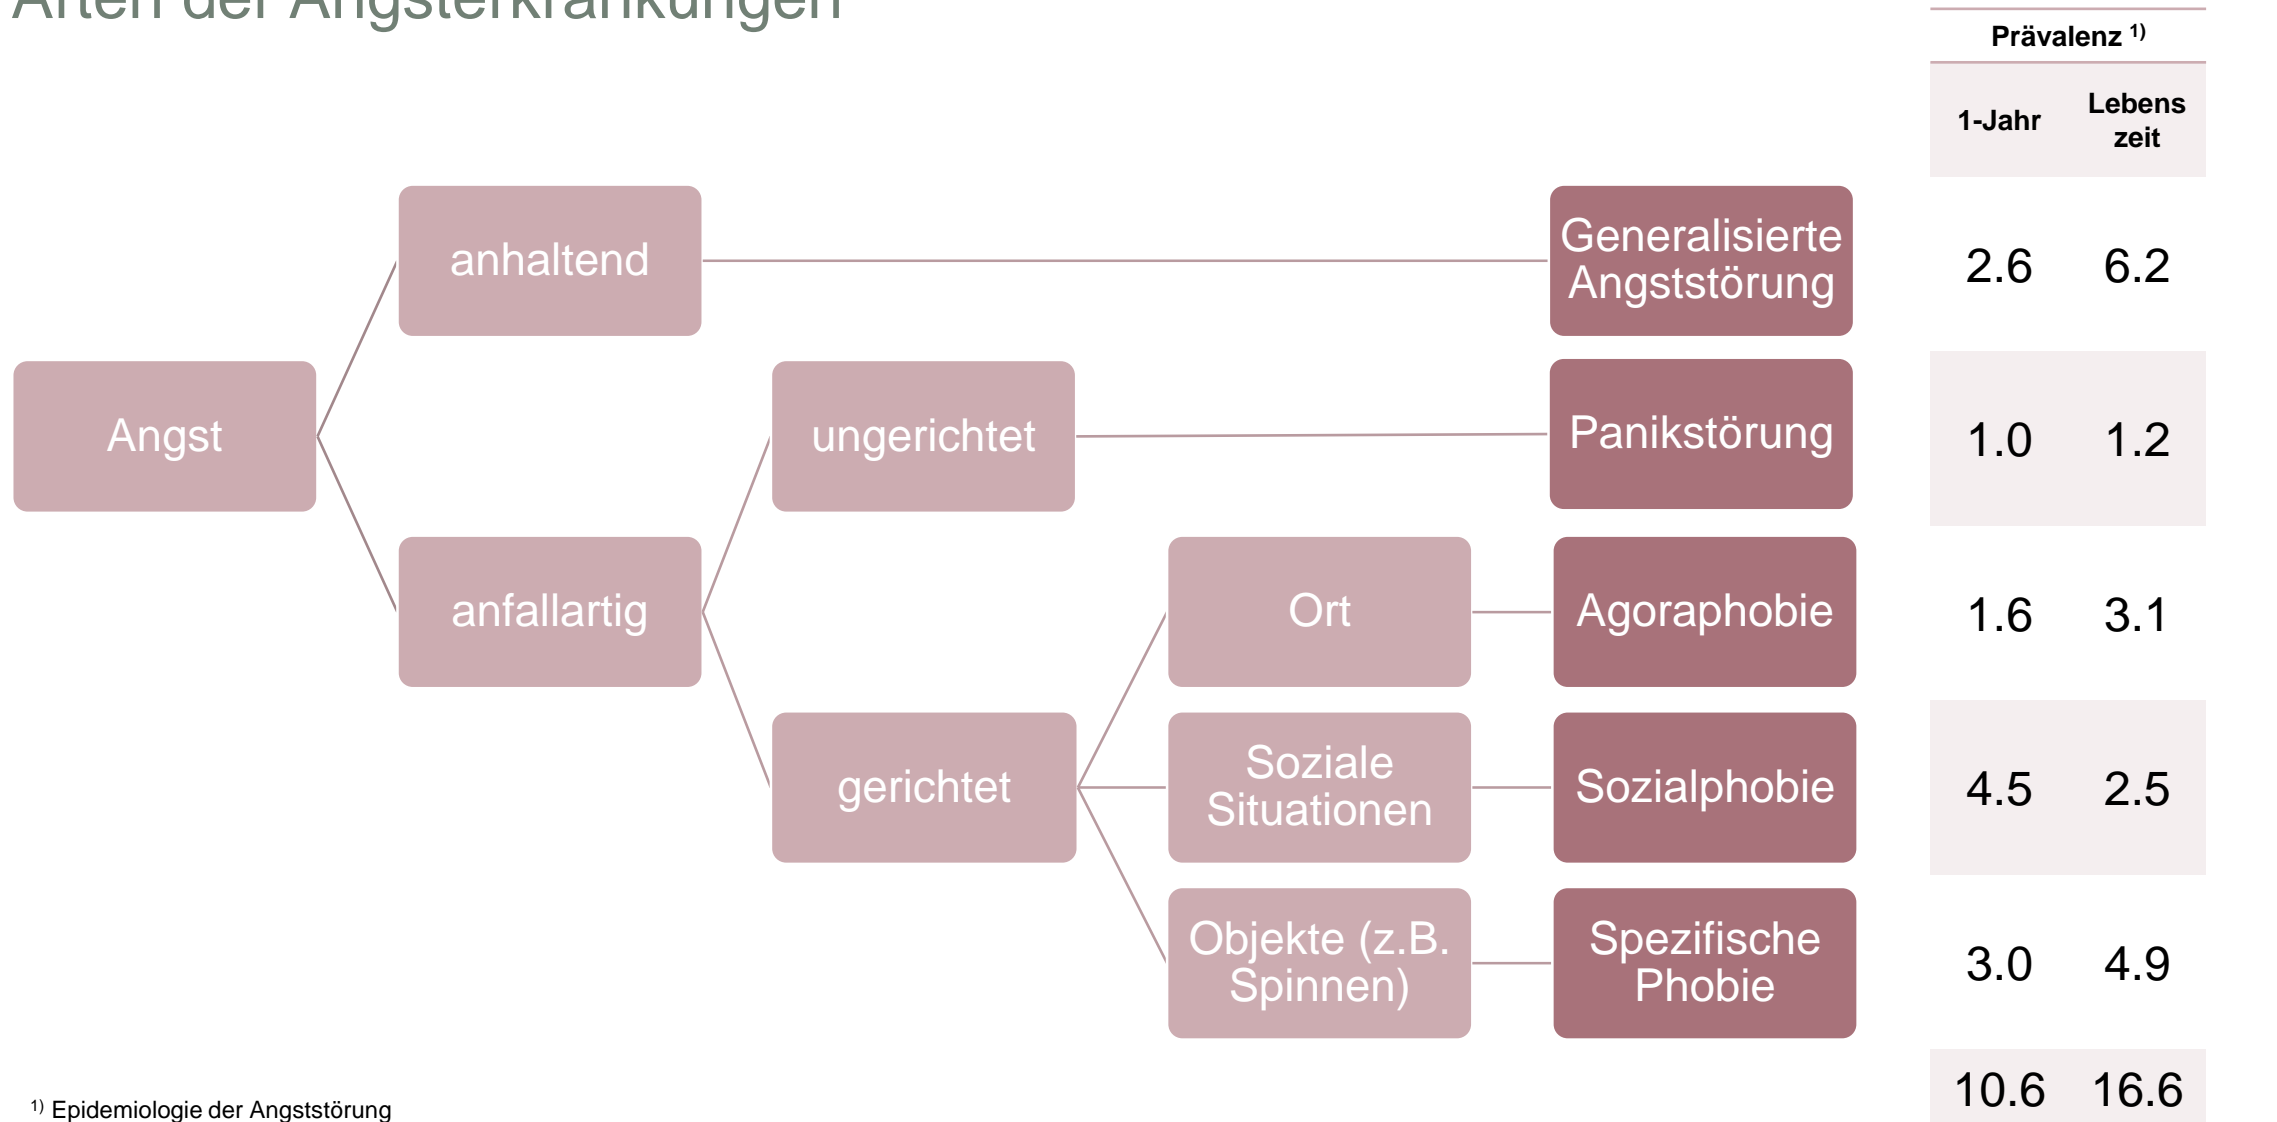 Arten der Angsterkrankungen
Prävalenz 1)
1-Jahr
Lebens
zeit
anhaltend
Generalisierte
Angststörung
2.6 6.2
Angst
ungerichtet
Panikstörung
1.0 1.2
anfallartig
Ort
Agoraphobie
1.6 3.1
gerichtet
Soziale
Situationen
Sozialphobie
4.5 2.5
Objekte (z.B.
Spinnen)
Spezifische
Phobie
3.0 4.9
10.6 16.6
1) Epidemiologie der Angststörung